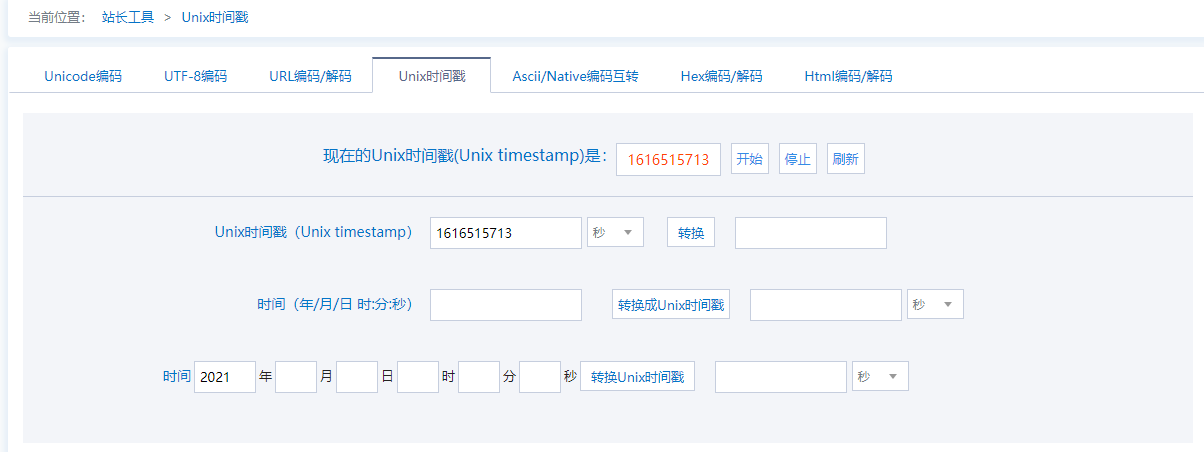 当前位置： 站长工具 > Unix时间戳
Unicode编码 UTF-8编码 URL编码/解码 Unix时间戳 Ascii/Native编码互转 Hex编码/解码 Html编码/解码
现在的Unix时间戳(Unix timestamp)是： 1616515713 开始 停止 刷新
Unix时间戳（Unix timestamp） 1616515713 秒 转换
时间（年/月/日 时:分:秒） 转换成Unix时间戳 秒
时间 2021 年 月 日 时 分 秒 转换Unix时间戳 秒